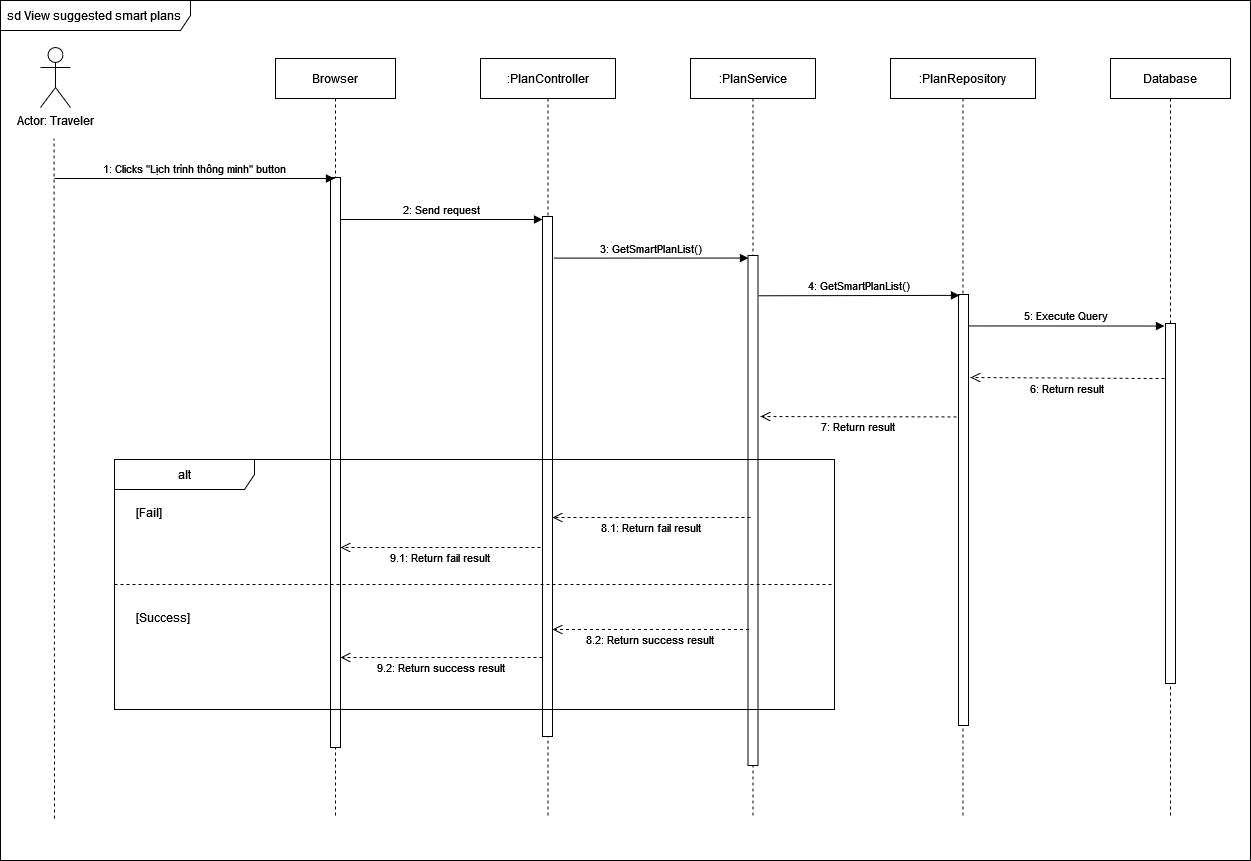 sd View suggested smart plans
Actor: Traveler
Browser
:PlanController
:PlanService
:PlanRepository
Database
1: Clicks "Lịch trình thông minh" button
2: Send request
3: GetSmartPlanList()
4: GetSmartPlanList()
5: Execute Query
6: Return result
7: Return result
alt
[Fail]
8.1: Return fail result
9.1: Return fail result
[Success]
8.2: Return success result
9.2: Return success result